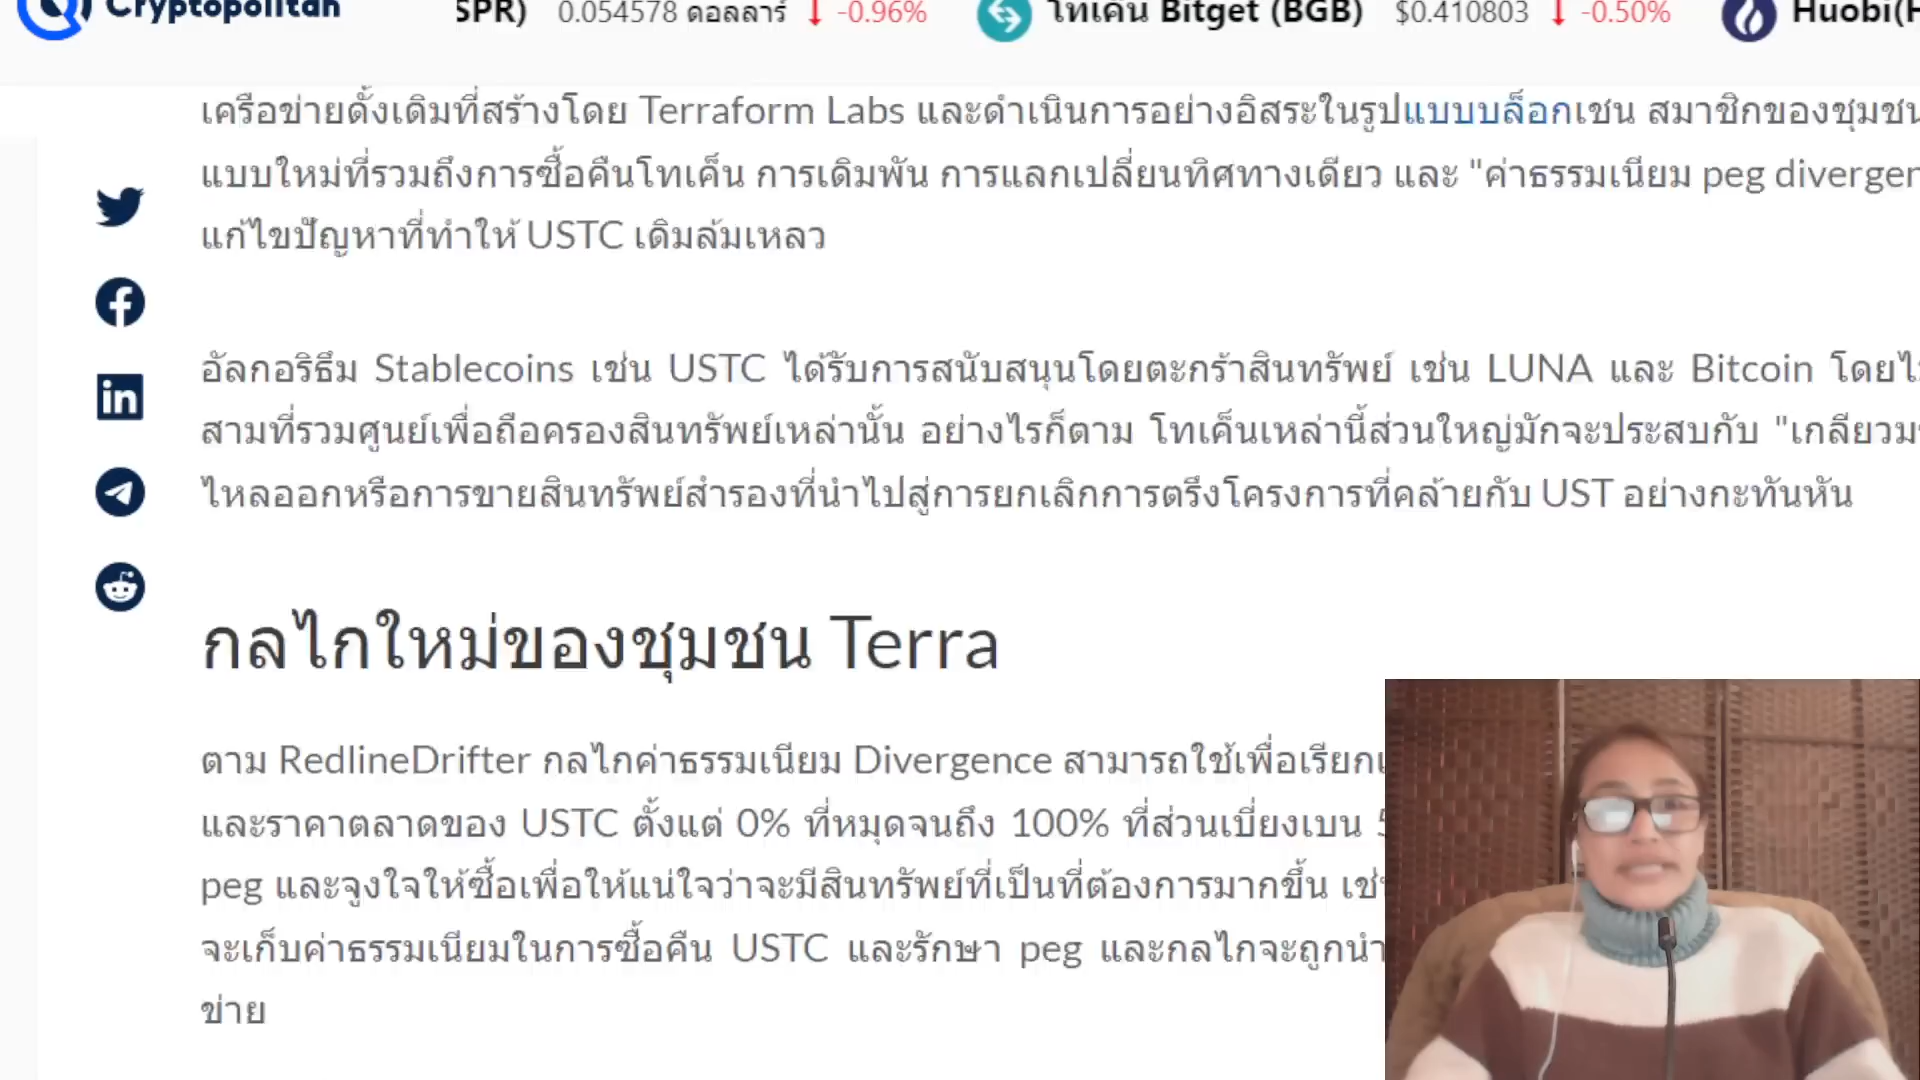 Cryptopolitan SPR) 0.054578 ดอลลาร์ -0.96% โทเค็น Bitget (BGB) $0.410803 -0.50% Huobi(
เครือข่ายดั้งเดิมที่สร้างโดย Terraform Labs และดำเนินการอย่างอิสระในรูปแบบบล็อกเชน สมาชิกของชุมชน
แบบใหม่ที่รวมถึงการซื้อคืนโทเค็น การเดิมพัน การแลกเปลี่ยนทิศทางเดียว และ "ค่าธรรมเนียม peg
แก้ไขปัญหาที่ทำให้ USTC เดิมล้มเหลว
อัลกอริธึม Stablecoins เช่น USTC ได้รับการสนับสนุนโดยตะกร้าสินทรัพย์ เช่น LUNA และ Bitcoin
สามที่รวมศูนย์เพื่อถือครองสินทรัพย์เหล่านั้น อย่างไรก็ตาม โทเค็นเหล่านี้ส่วนใหญ่มักจะประสบกับ
ไหลออกหรือการขายสินทรัพย์สำรองที่นำไปสู่การยกเลิกการตรึงโครงการที่คล้ายกับ UST อย่างกะทันหัน
กลไกใหม่ของชุมชน Terra
ตาม RedlineDrifter กลไกค่าธรรมเนียม Divergence สามารถใช้เพื่อเรียก
และราคาตลาดของ USTC ตั้งแต่ 0% ที่หมุดจนถึง 100% ที่ส่วนเบี่ยงเบน
peg และจูงใจให้ซื้อเพื่อให้แน่ใจว่าจะมีสินทรัพย์ที่เป็นที่ต้องการมากขึ้น
จะเก็บค่าธรรมเนียมในการซื้อคืน USTC และรักษา peg และกลไกจะถูกนำ
ข่าย